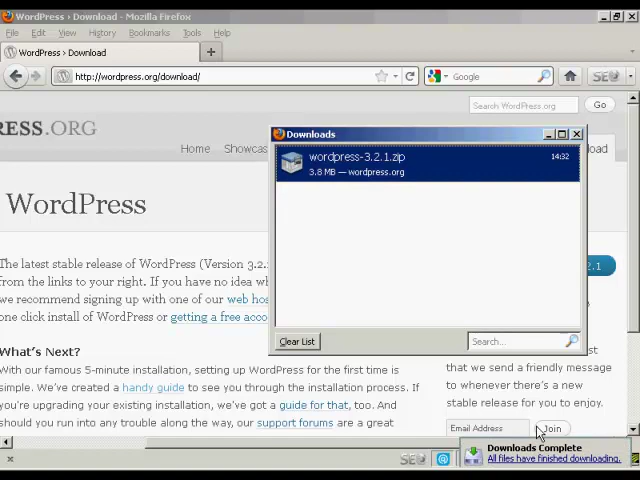 WordPress › Download - Mozilla Firefox
File Edit View History Bookmarks Tools Help
WordPress › Download
http://wordpress.org/download/
Google
Search WordPress.org
Go
RESS.ORG
Home Showcas
oad
Downloads
wordpress-3.2.1.zip
14:32
3.8 MB — wordpress.org
WordPress
The latest stable release of WordPress (Version 3.2.
from the links to your right. If you have no idea wh
we recommend signing up with one of our web hos
one click install of WordPress or getting a free acco
2.1
Clear List
Search...
What's Next?
With our famous 5-minute installation, setting up WordPress for the first time is
simple. We've created a handy guide to see you through the installation process. If
you're upgrading your existing installation, we've got a guide for that, too. And
should you run into any trouble along the way, our support forums are a great
st
that we send a friendly message
to whenever there's a new
stable release for you to enjoy.
Email Address
Join
Downloads Complete
All files have finished downloading.